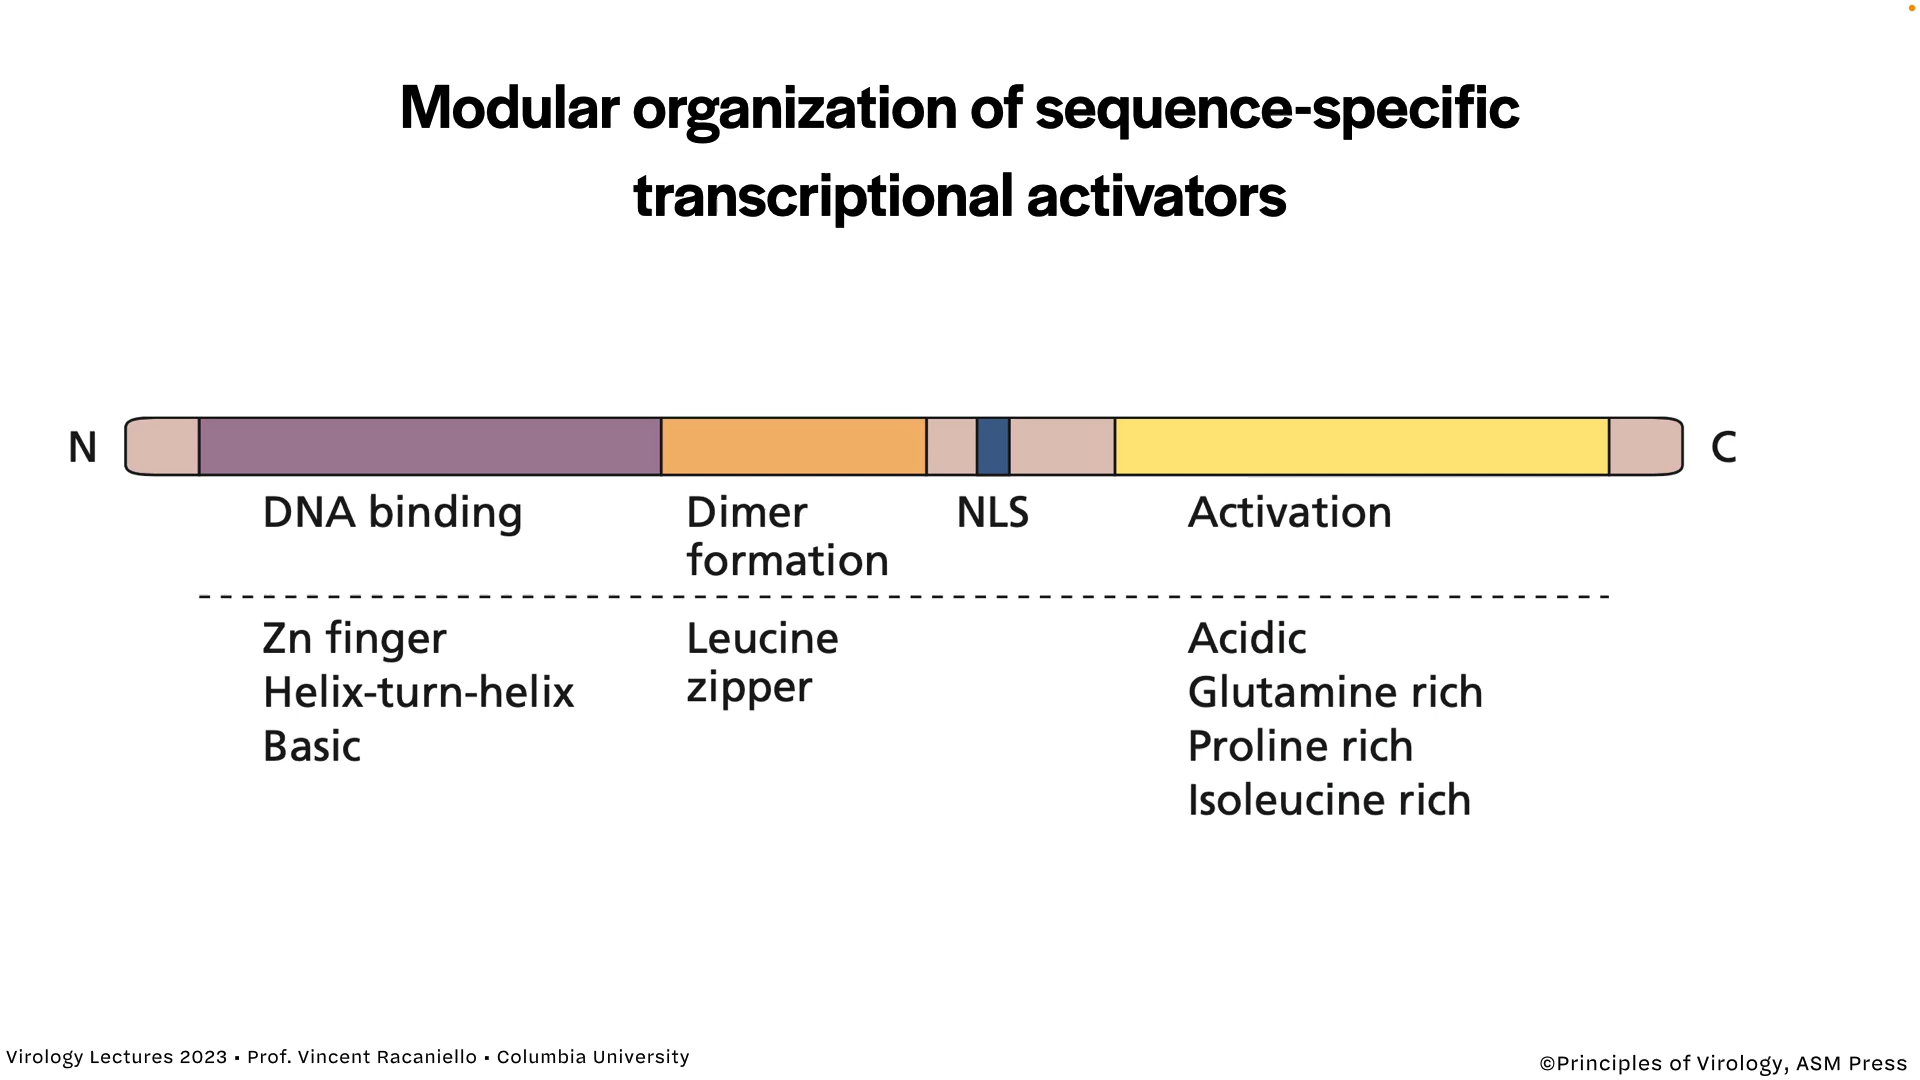 Modular organization of sequence-specific
transcriptional activators
N
C
DNA binding
Dimer
formation
NLS
Activation
Zn finger
Helix-turn-helix
Basic
Leucine
zipper
Acidic
Glutamine rich
Proline rich
Isoleucine rich
Virology Lectures 2023 • Prof. Vincent Racaniello • Columbia University
©Principles of Virology, ASM Press